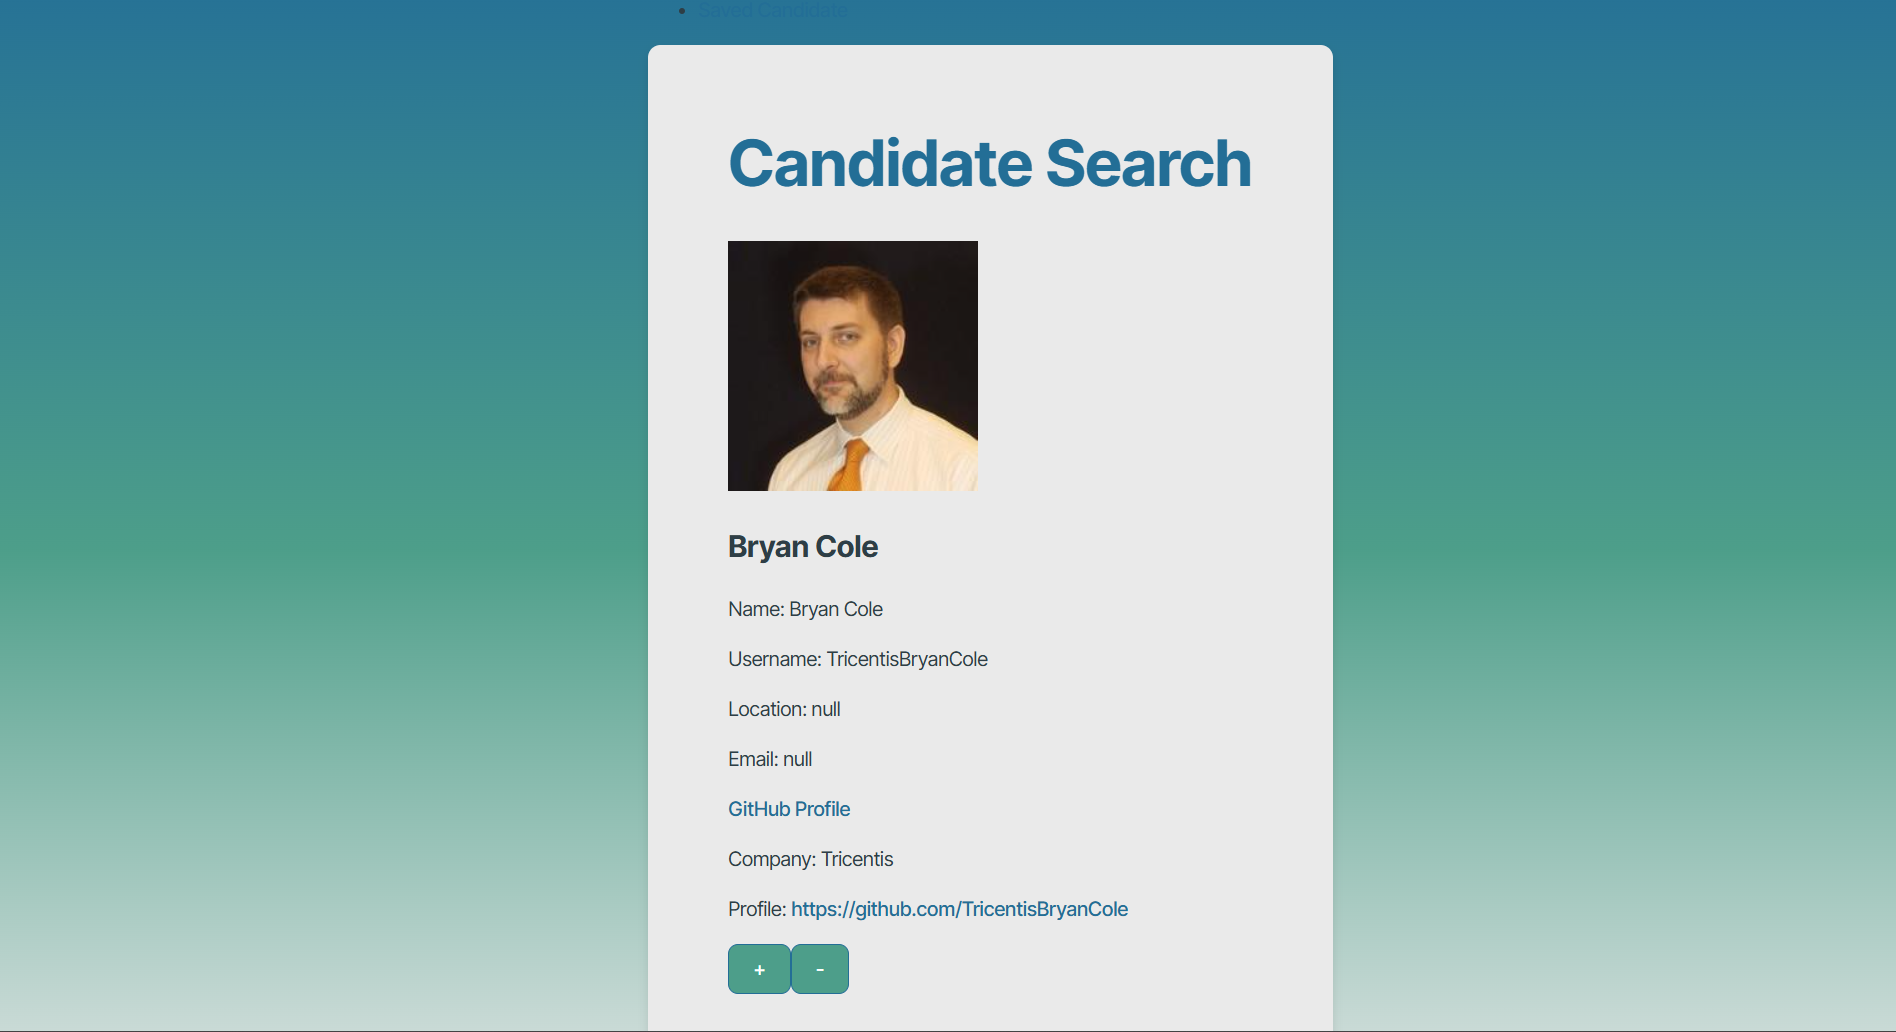 Saved Candidate
Candidate Search
Bryan Cole
Name: Bryan Cole
Username: TricentisBryanCole
Location: null
Email: null
GitHub Profile
Company: Tricentis
Profile: https://github.com/TricentisBryanCole
+ -